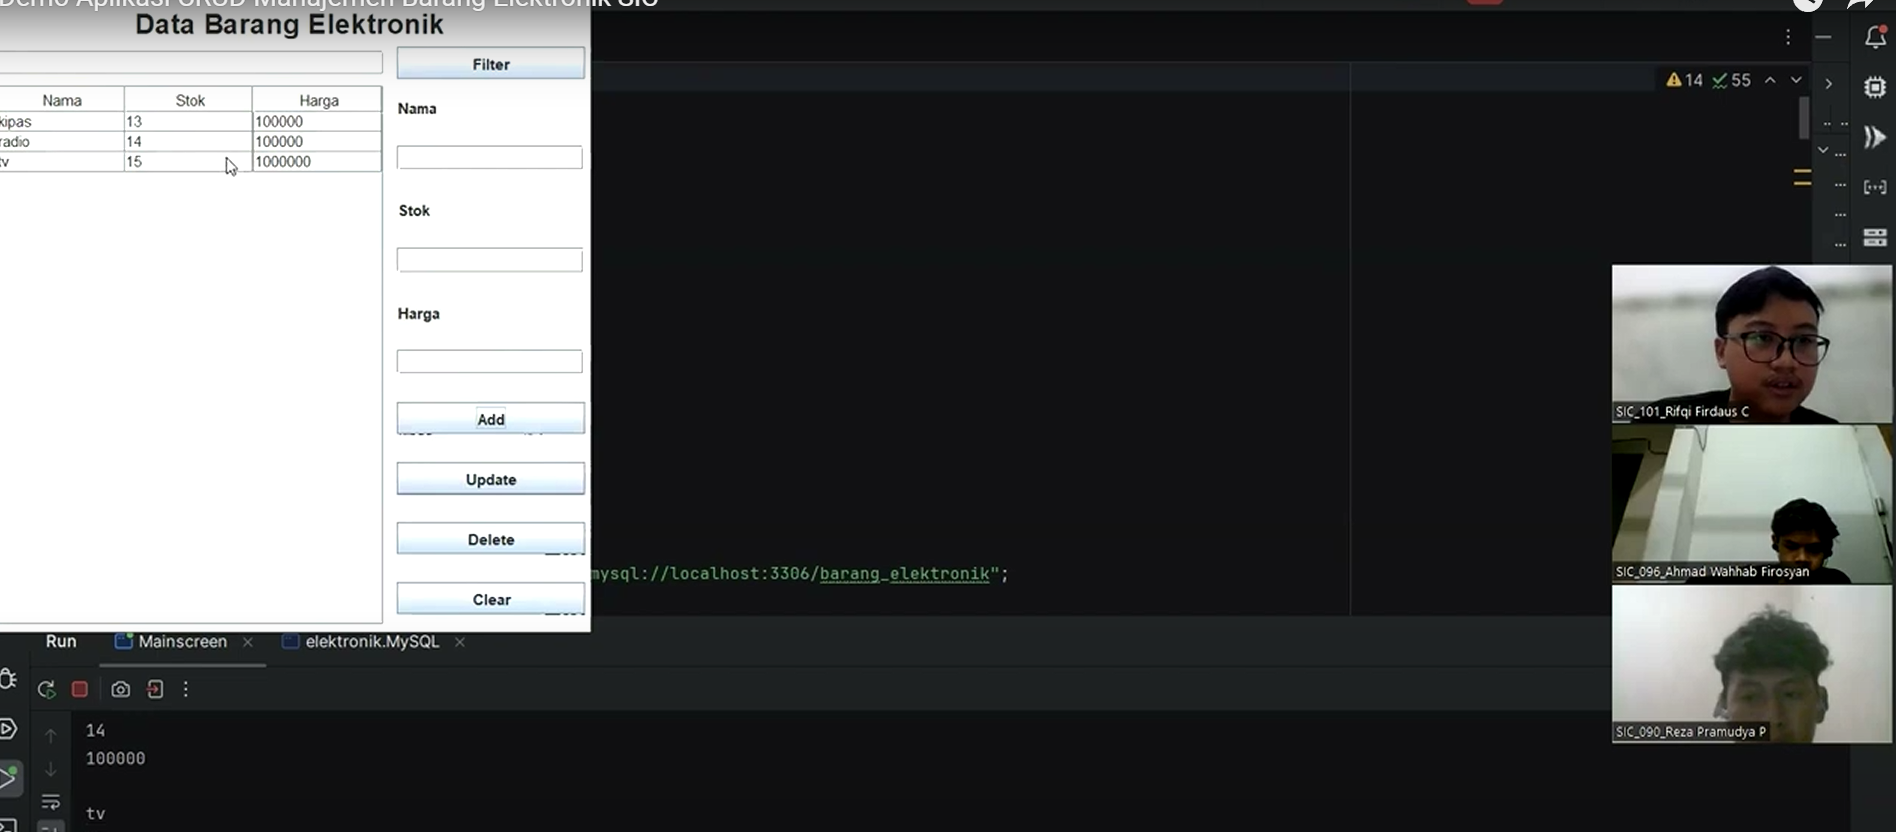 Demo Aplikasi CRUD Manajemen Barang Elektronik SIC
Data Barang Elektronik
Filter
Nama Stok Harga
kipas 13 100000
radio 14 100000
tv 15 1000000
Nama
Stok
Harga
Add
Update
Delete
Clear
14 55
mysql://localhost:3306/barang_elektronik";
SIC_101_Rifqi Firdaus C
SIC_096_Ahmad Wahhab Firosyan
SIC_090_Reza Pramudya P
Run Mainscreen elektronik.MySQL
14
100000
tv